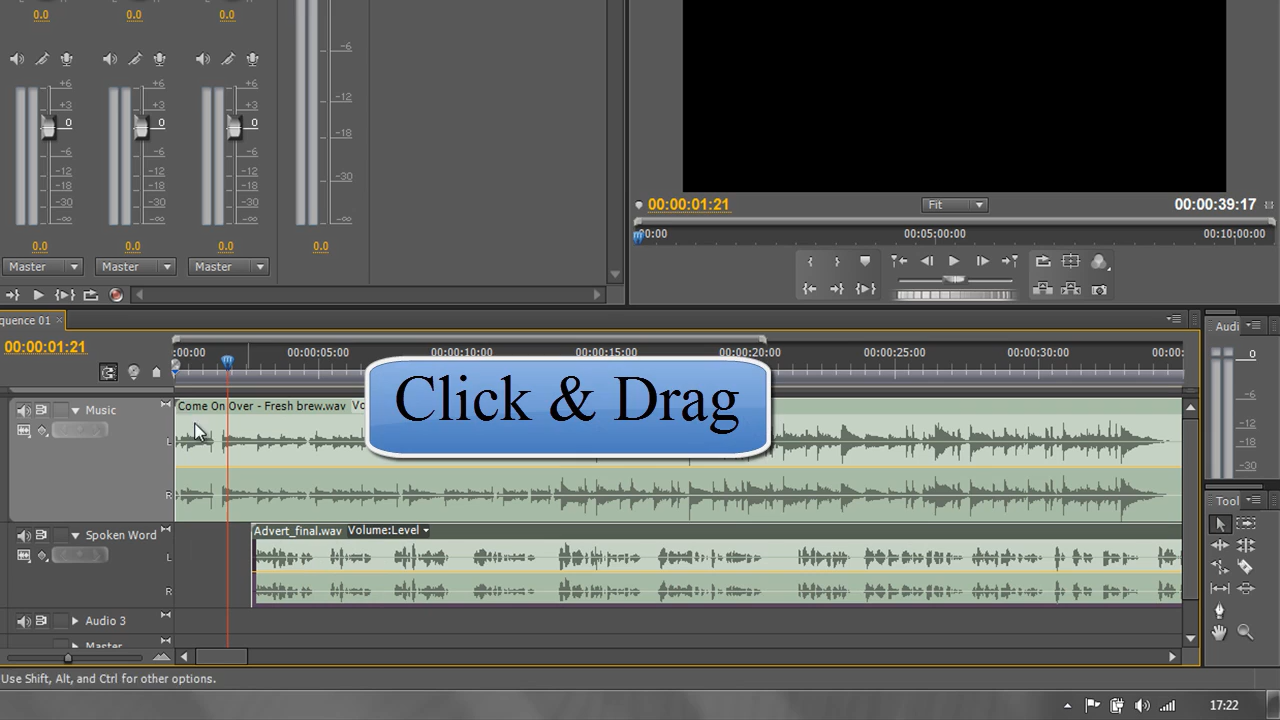 0.0 0.0 0.0
+6 +6 +6 -6
+3 +3 +3
0 0 0 -12
-6 -6 -6 -18
-12 -12 -12
-18 -18 -18 -30
-30 -30 -30
-∞ -∞ -∞ -∞
0.0 0.0 0.0 0.0
Master Master Master
00:00:01:21 Fit 00:00:39:17
00:00 00:05:00:00 00:10:00:00
quence 01
00:00:01:21
:00:00 00:00:05:00 00:00:10:00 00:00:15:00 00:00:20:00 00:00:25:00 00:00:30:00 00:00:
Click & Drag
Music
Come On Over - Fresh brew.wav Vo
L
R
Spoken Word
Advert_final.wav Volume:Level
L
R
Audio 3
Master
Audi
0
-6
-12
-18
-30
Tool
Use Shift, Alt, and Ctrl for other options.
17:22